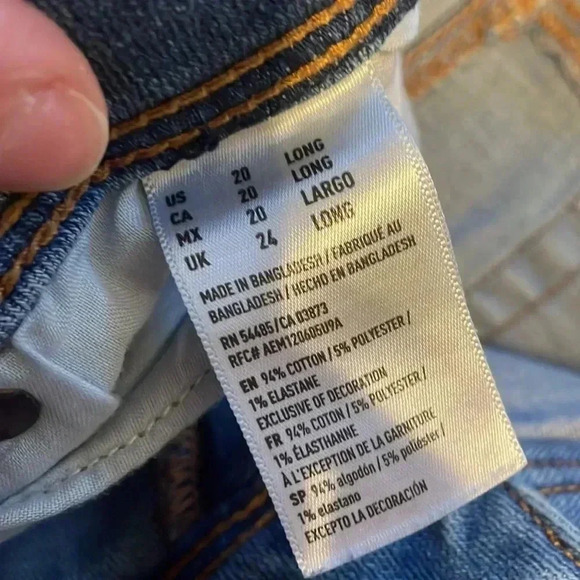 US 20 LONG
CA 20 LONG
MX 20 LARGO
UK 24 LONG
MADE IN BANGLADESH / FABRIQUÉ AU
BANGLADESH / HECHO EN BANGLADESH
RN 54485/CA 03873
RFC# AEM120605U9A
EN 94% COTTON / 5% POLYESTER /
1% ELASTANE
EXCLUSIVE OF DECORATION
FR 94% COTON / 5% POLYESTER /
1% ÉLASTHANNE
À L'EXCEPTION DE LA GARNITURE
SP 94% algodón / 5% poliéster /
1% elastano
EXCEPTO LA DECORACIÓN